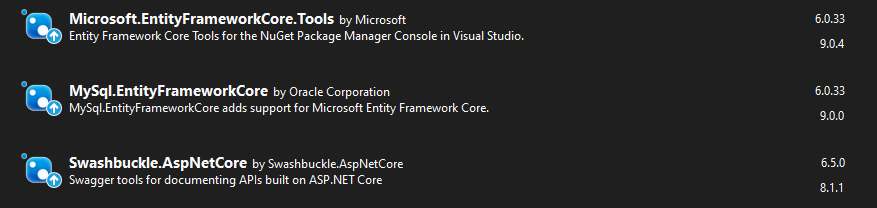 Microsoft.EntityFrameworkCore.Tools by Microsoft 6.0.33
Entity Framework Core Tools for the NuGet Package Manager Console in Visual Studio. 9.0.4
MySql.EntityFrameworkCore by Oracle Corporation 6.0.33
MySql.EntityFrameworkCore adds support for Microsoft Entity Framework Core. 9.0.0
Swashbuckle.AspNetCore by Swashbuckle.AspNetCore 6.5.0
Swagger tools for documenting APIs built on ASP.NET Core 8.1.1